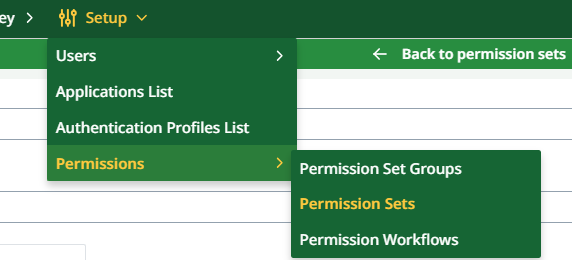 ey
Setup
Users
Back to permission sets
Applications List
Authentication Profiles List
Permissions
Permission Set Groups
Permission Sets
Permission Workflows